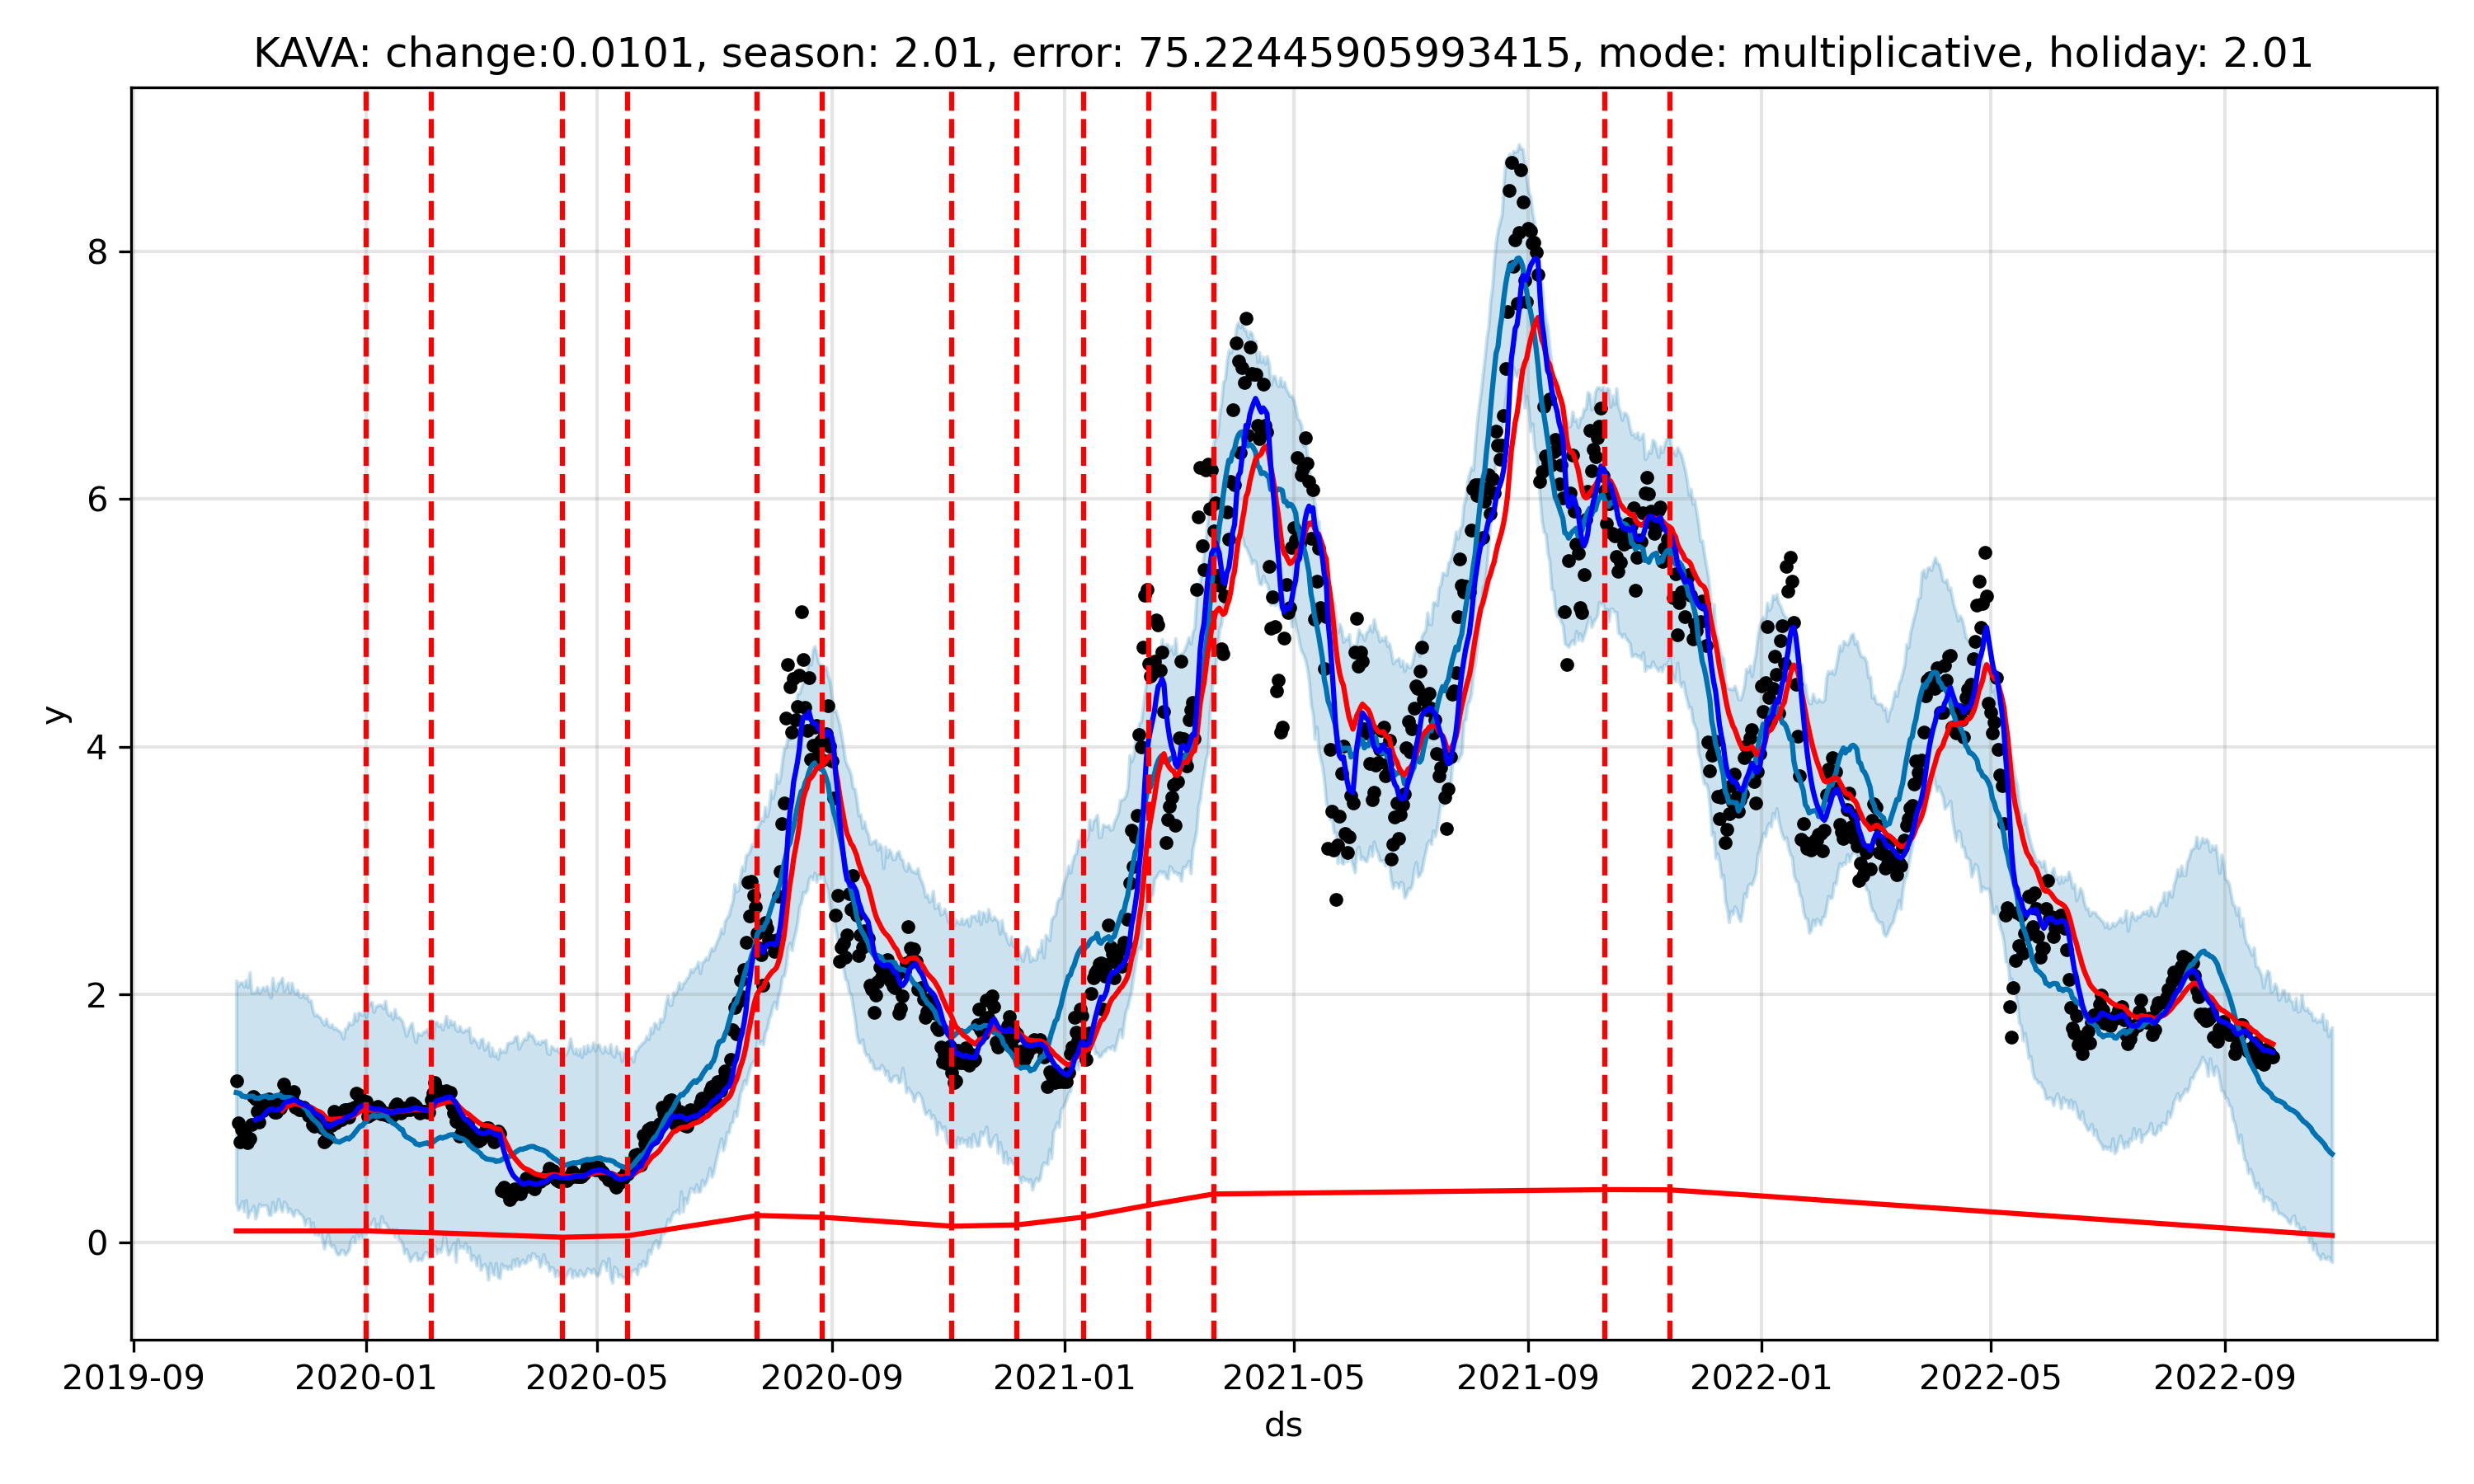 KAVA: change:0.0101, season: 2.01, error: 75.22445905993415, mode: multiplicative, holiday: 2.01
8
6
4
2
0
y
2019-09 2020-01 2020-05 2020-09 2021-01 2021-05 2021-09 2022-01 2022-05 2022-09
ds